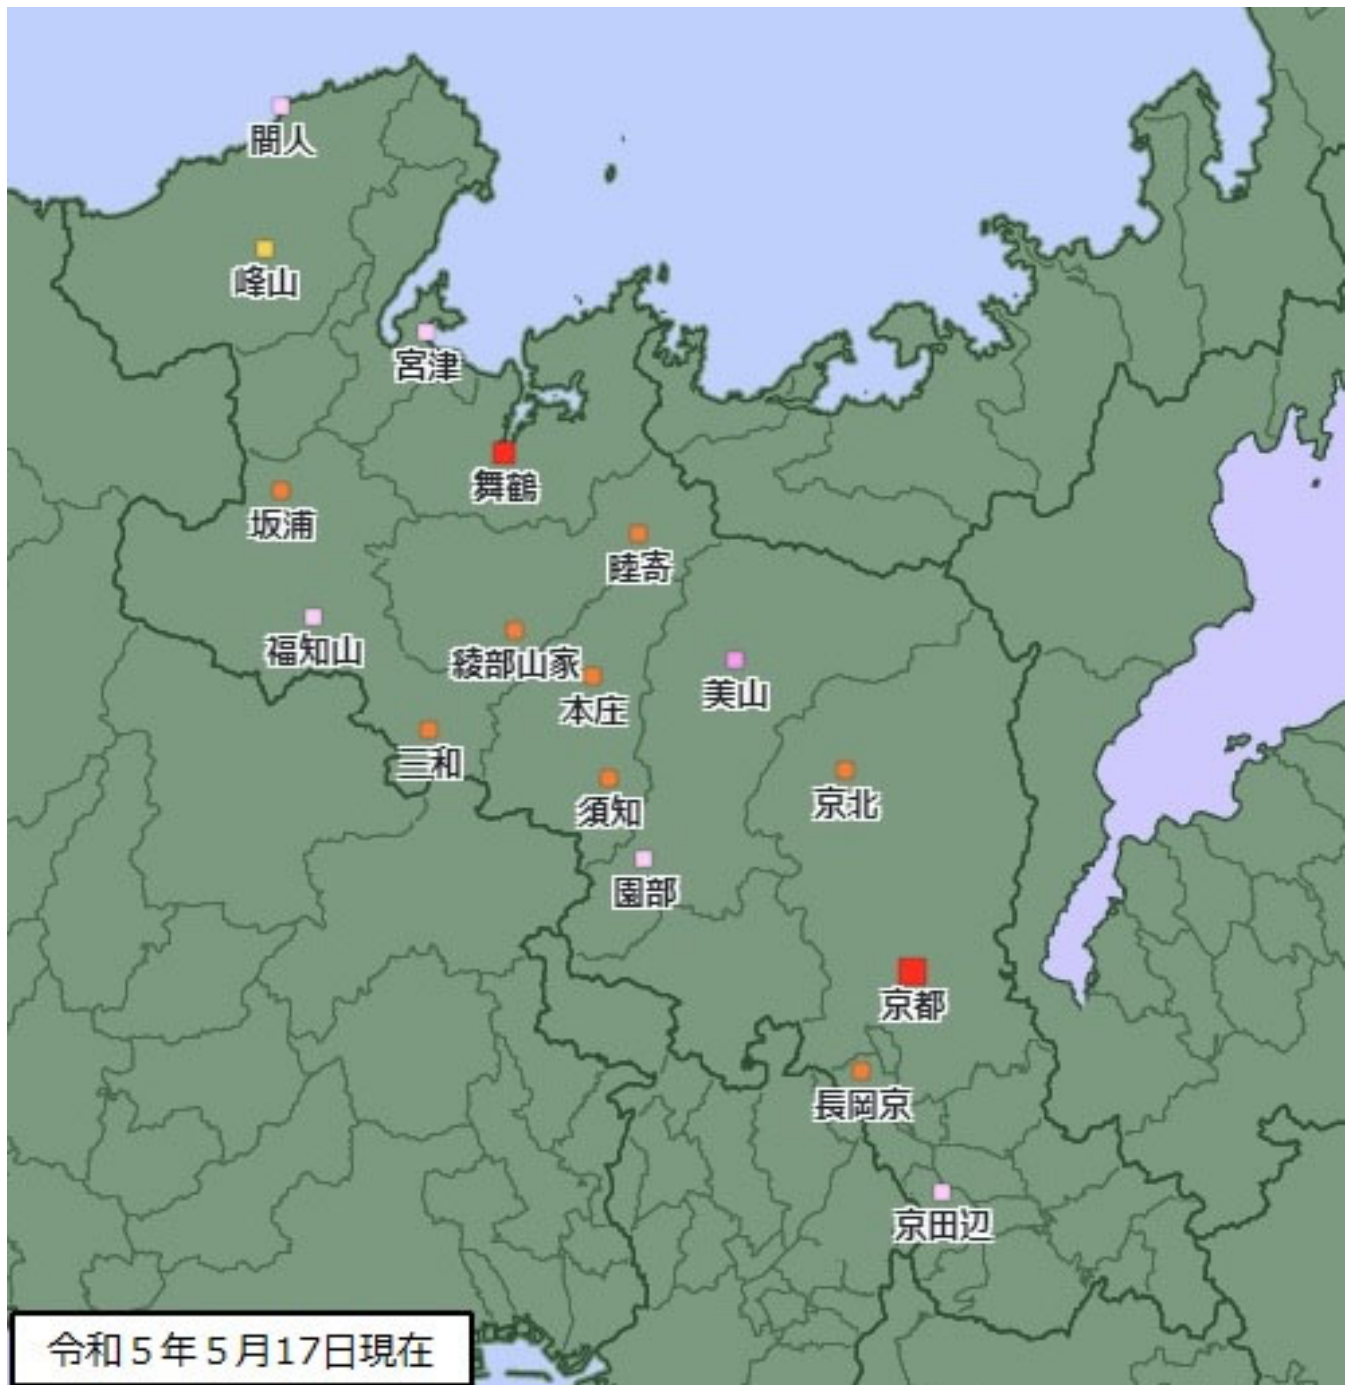 間人
峰山
宮津
舞鶴
坂浦
睦寄
福知山
綾部山家
美山
本庄
三和
京北
須知
園部
京都
長岡京
京田辺
令和５年５月17日現在